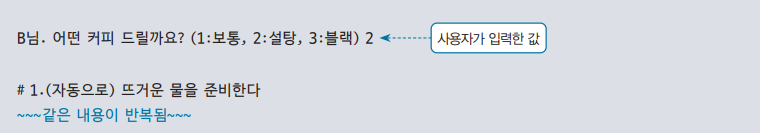 B님. 어떤 커피 드릴까요? (1:보통, 2:설탕, 3:블랙) 2 사용자가 입력한 값
# 1.(자동으로) 뜨거운 물을 준비한다
~~~같은 내용이 반복됨~~~